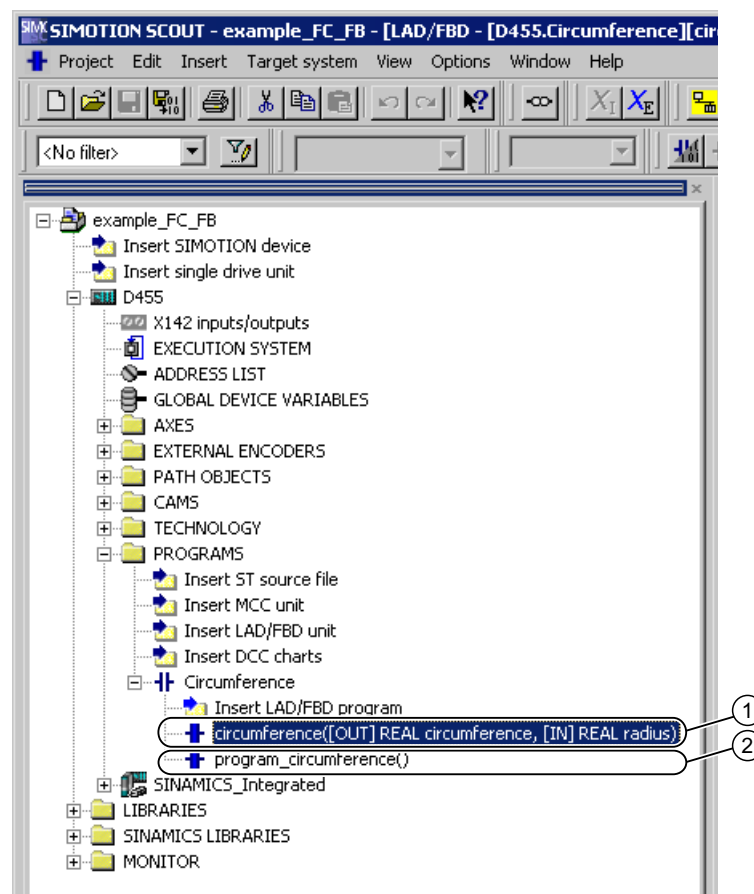 SIMOTION SCOUT - example_FC_FB - [LAD/FBD - [D455.Circumference][cir
Project Edit Insert Target system View Options Window Help
<No filter>
example_FC_FB
Insert SIMOTION device
Insert single drive unit
D455
X142 inputs/outputs
EXECUTION SYSTEM
ADDRESS LIST
GLOBAL DEVICE VARIABLES
AXES
EXTERNAL ENCODERS
PATH OBJECTS
CAMS
TECHNOLOGY
PROGRAMS
Insert ST source file
Insert MCC unit
Insert LAD/FBD unit
Insert DCC charts
Circumference
Insert LAD/FBD program
1
circumference([OUT] REAL circumference, [IN] REAL radius)
2
program_circumference()
SINAMICS_Integrated
LIBRARIES
SINAMICS LIBRARIES
MONITOR